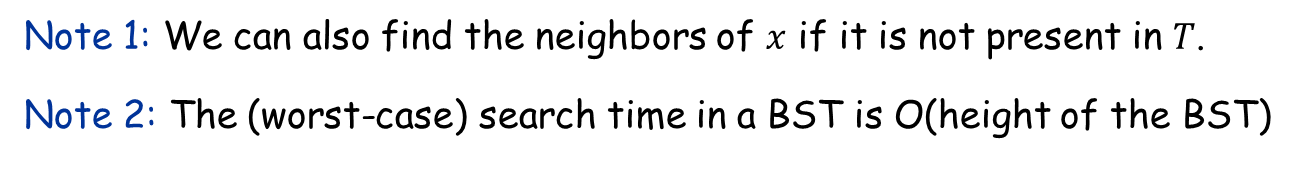 Note 1: We can also find the neighbors of x if it is not present in T.
Note 2: The (worst-case) search time in a BST is O(height of the BST)